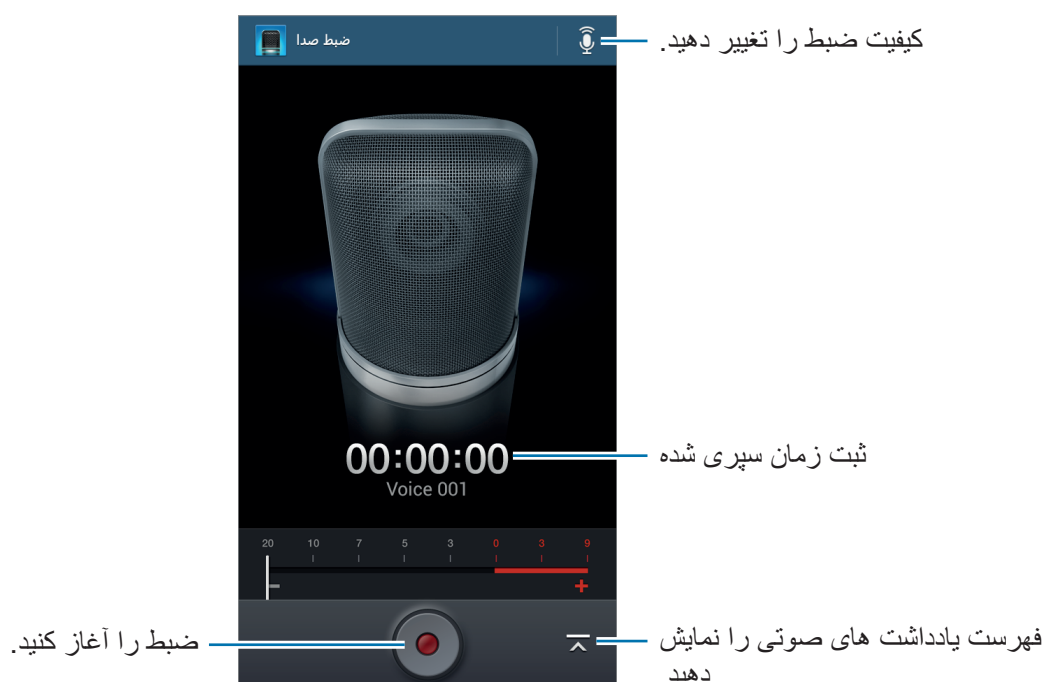 ضبط صدا
کیفیت ضبط را تغییر دهید.
00:00:00
ثبت زمان سپری شده
Voice 001
20 10 7 5 3 0 3 9
- +
ضبط را آغاز کنید.
فهرست یادداشت های صوتی را نمایش
دهید